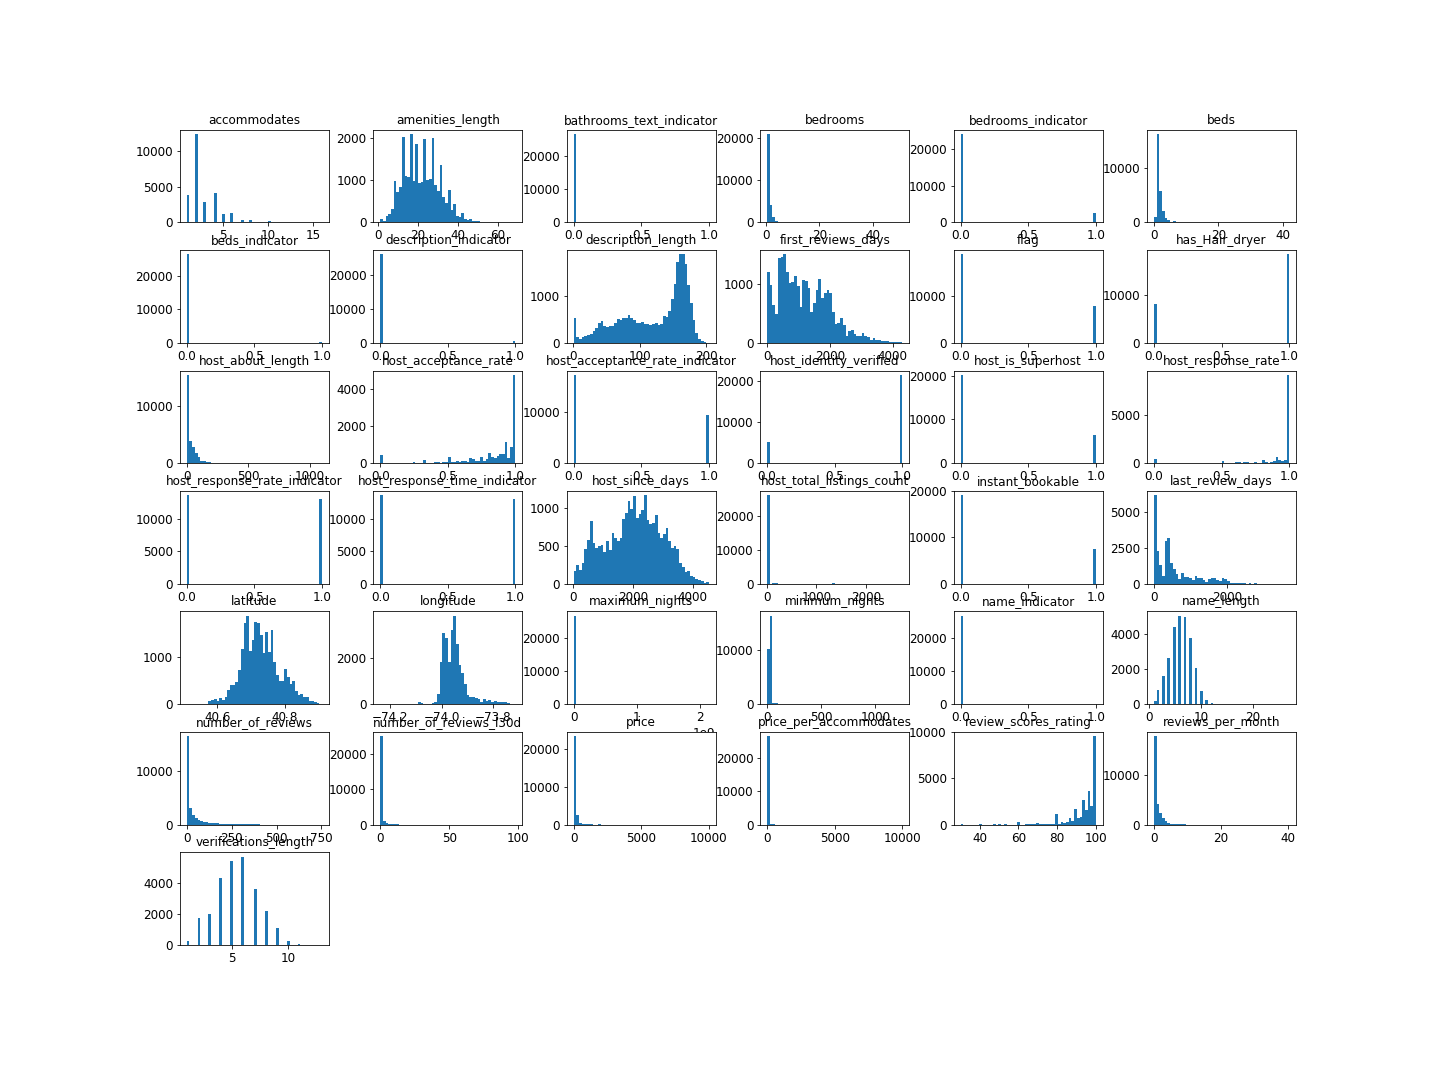 accommodates amenities_length bathrooms_text_indicator bedrooms bedrooms_indicator beds
10000 5000 0 5 10 15
2000 1000 0 0 20 40 60
20000 10000 0 0.0 0.5 1.0
20000 10000 0 0 20 40
20000 10000 0 0.0 0.5 1.0
10000 0 0 20 40
beds_indicator description_indicator description_length first_reviews_days flag has_Hair_dryer
20000 10000 0 0.0 0.5 1.0
20000 10000 0 0.0 0.5 1.0
1000 0 0 100 200
1000 0 0 2000 4000
10000 0 0.0 0.5 1.0
10000 0 0.0 0.5 1.0
host_about_length host_acceptance_rate host_acceptance_rate_indicator host_identity_verified host_is_superhost host_response_rate
10000 0 0 500 1000
4000 2000 0 0.0 0.5 1.0
10000 0 0.0 0.5 1.0
20000 10000 0 0.0 0.5 1.0
20000 10000 0 0.0 0.5 1.0
5000 0 0.0 0.5 1.0
host_response_rate_indicator host_response_time_indicator host_since_days host_total_listings_count instant_bookable last_review_days
10000 5000 0 0.0 0.5 1.0
10000 5000 0 0.0 0.5 1.0
1000 500 0 0 2000 4000
20000 10000 0 0 1000 2000
20000 10000 0 0.0 0.5 1.0
5000 2500 0 0 2000
latitude longitude maximum_nights minimum_nights name_indicator name_length
1000 0 40.6 40.8
2000 0 −74.2 −74.0 −73.8
20000 10000 0 0 1 2 1e9
10000 0 0 500 1000
20000 10000 0 0.0 0.5 1.0
4000 2000 0 0 10 20
number_of_reviews number_of_reviews_l30d price price_per_accommodates review_scores_rating reviews_per_month
10000 0 0 250 500 750
20000 10000 0 0 50 100
20000 10000 0 0 5000 10000
20000 10000 0 0 5000 10000
10000 5000 0 40 60 80 100
10000 0 0 20 40
verifications_length
4000 2000 0 5 10